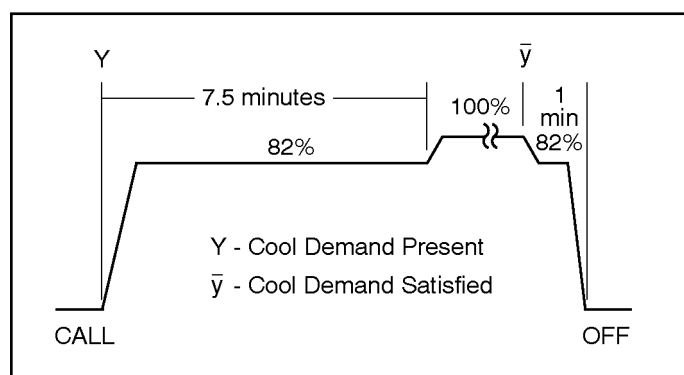 Y
ȳ
7.5 minutes
100%
1
min
82%
82%
Y - Cool Demand Present
ȳ - Cool Demand Satisfied
CALL
OFF